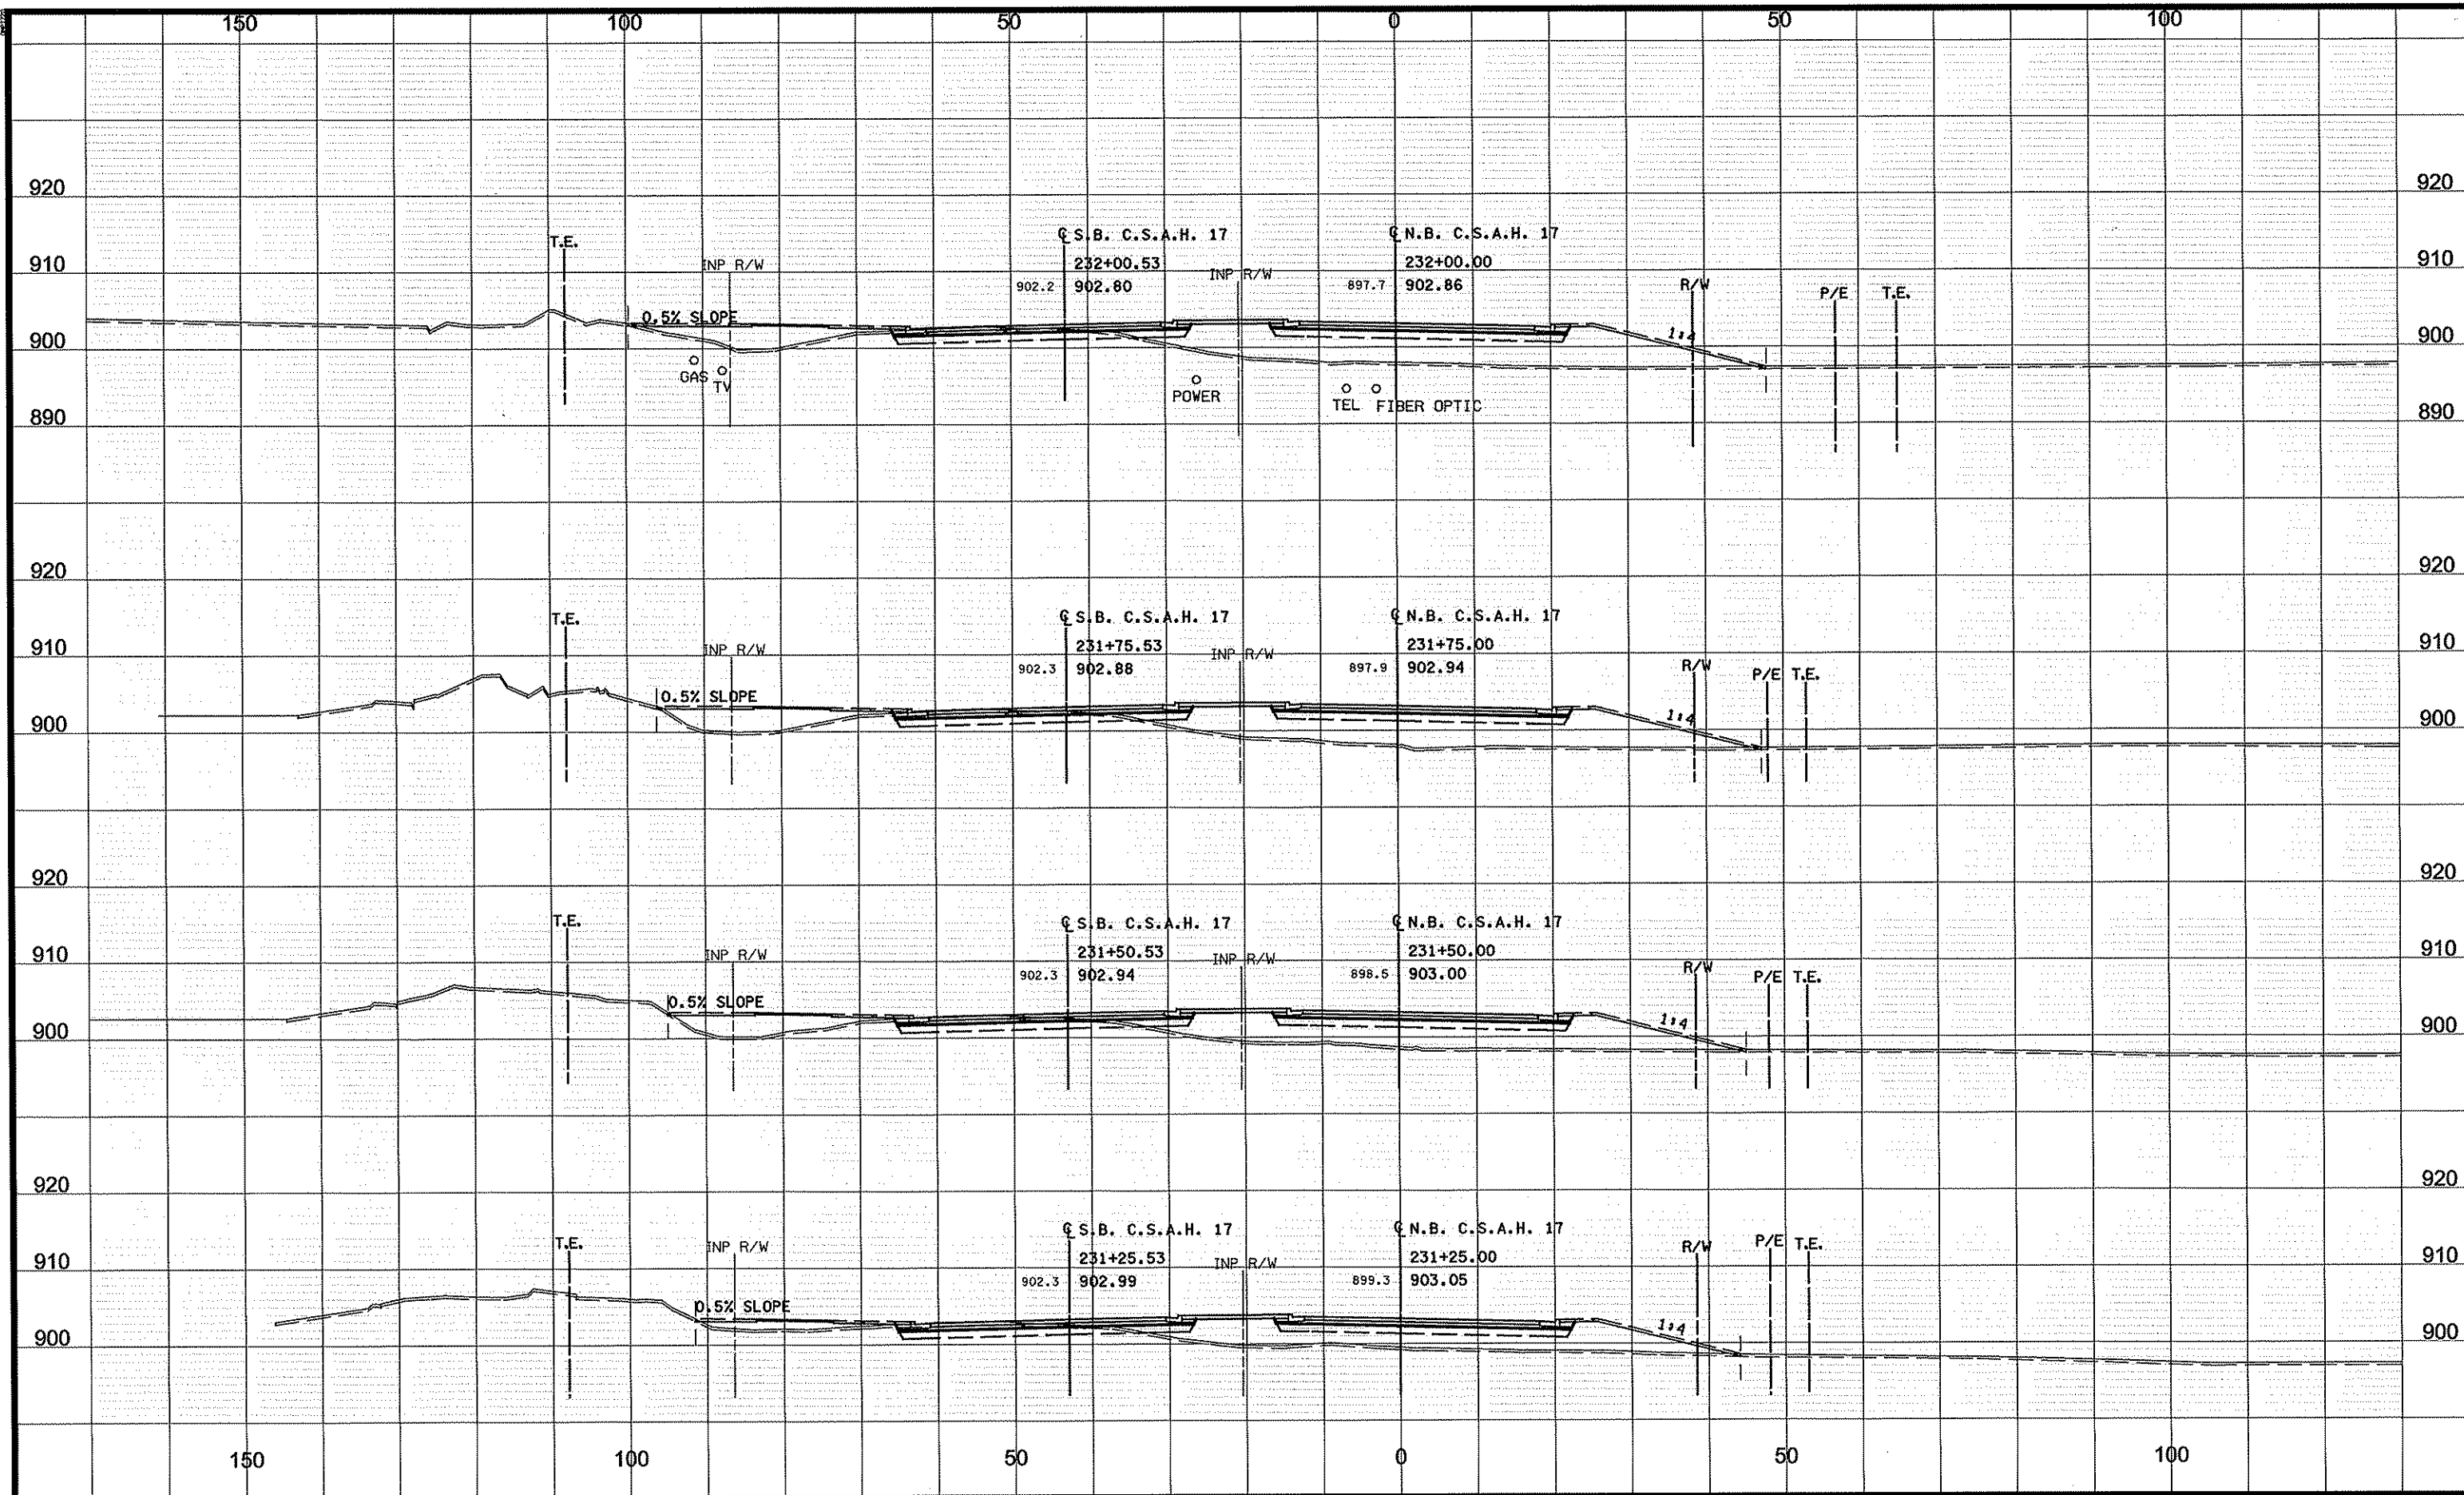 150 100 50 0 50 100
920 920
T.E. ℄ S.B. C.S.A.H. 17 ℄ N.B. C.S.A.H. 17
910 INP R/W 232+00.53 INP R/W 232+00.00 910
902.2 902.80 897.7 902.86 R/W P/E T.E.
0.5% SLOPE
900 1:4 900
GAS TV POWER TEL FIBER OPTIC
890 890
920 920
T.E. ℄ S.B. C.S.A.H. 17 ℄ N.B. C.S.A.H. 17
910 INP R/W 231+75.53 INP R/W 231+75.00 910
902.3 902.88 897.9 902.94 R/W P/E T.E.
0.5% SLOPE
900 1:4 900
920 920
T.E. ℄ S.B. C.S.A.H. 17 ℄ N.B. C.S.A.H. 17
910 INP R/W 231+50.53 INP R/W 231+50.00 910
902.3 902.94 898.5 903.00 R/W P/E T.E.
0.5% SLOPE
900 1:4 900
920 920
T.E. ℄ S.B. C.S.A.H. 17 ℄ N.B. C.S.A.H. 17
910 INP R/W 231+25.53 INP R/W 231+25.00 R/W P/E T.E. 910
902.3 902.99 899.3 903.05
0.5% SLOPE
900 1:4 900
150 100 50 0 50 100